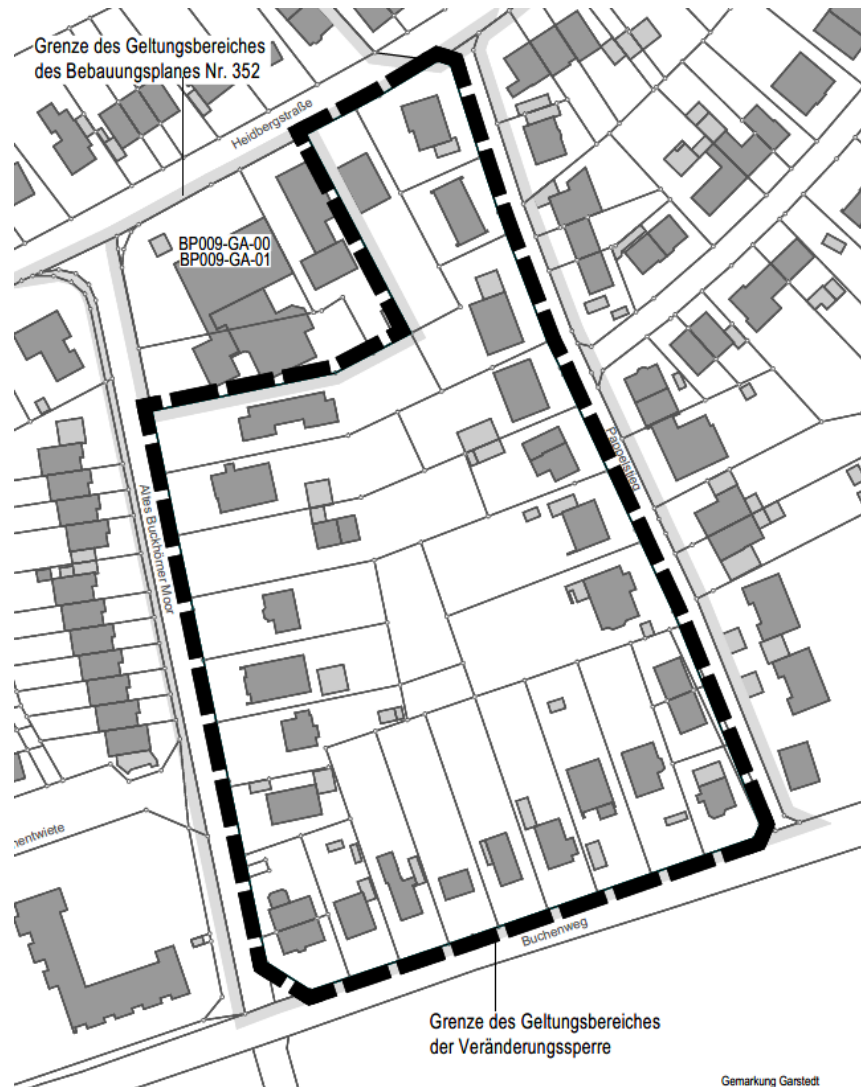 Grenze des Geltungsbereiches
des Bebauungsplanes Nr. 352
Heidbergstraße
BP009-GA-00
BP009-GA-01
Pappelstieg
Altes Buckhörner Moor
nentwiete
Buchenweg
Grenze des Geltungsbereiches
der Veränderungssperre
Gemarkung Garstedt